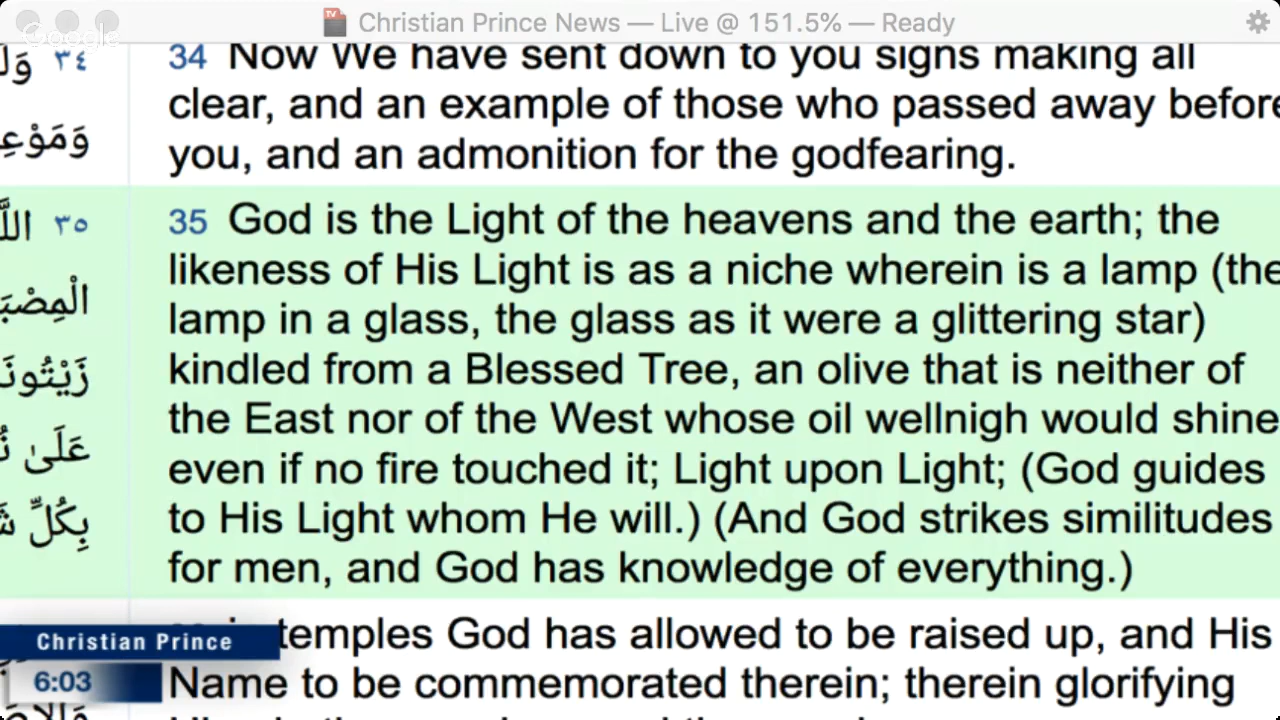 Christian Prince News — Live @ 151.5% — Ready
Google
34 Now We have sent down to you signs making all
clear, and an example of those who passed away before
you, and an admonition for the godfearing.
٣٤
وَمَوْعِ
35 God is the Light of the heavens and the earth; the
likeness of His Light is as a niche wherein is a lamp (the
lamp in a glass, the glass as it were a glittering star)
kindled from a Blessed Tree, an olive that is neither of
the East nor of the West whose oil wellnigh would shine
even if no fire touched it; Light upon Light; (God guides
to His Light whom He will.) (And God strikes similitudes
for men, and God has knowledge of everything.)
٣٥ اللَّ
الْمِصْبَ
زَيْتُونَ
عَلَىٰ نُ
بِكُلِّ شَ
temples God has allowed to be raised up, and His
Name to be commemorated therein; therein glorifying
Christian Prince
6:03